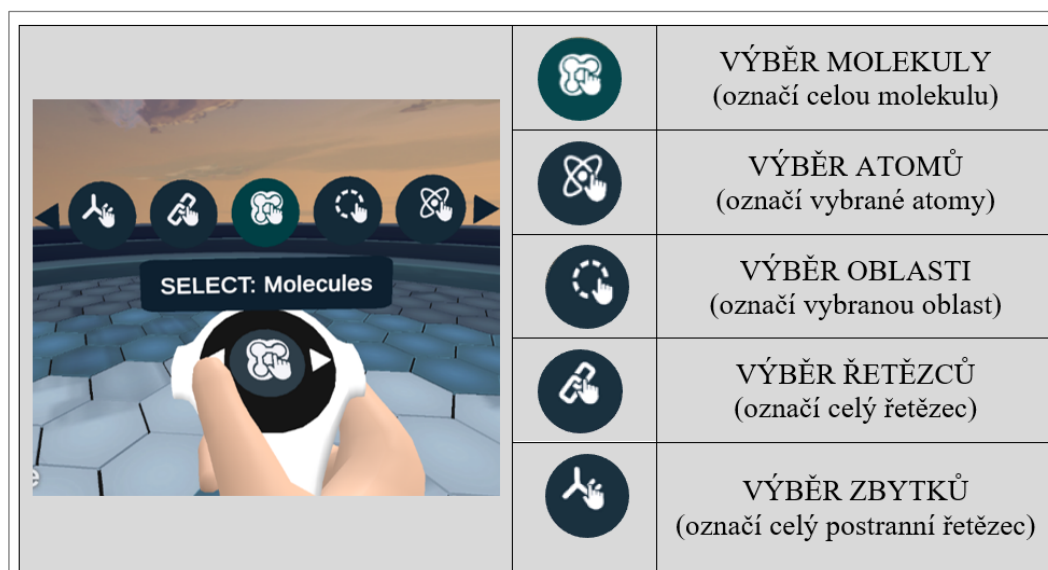 SELECT: Molecules
VÝBĚR MOLEKULY
(označí celou molekulu)
VÝBĚR ATOMŮ
(označí vybrané atomy)
VÝBĚR OBLASTI
(označí vybranou oblast)
VÝBĚR ŘETĚZCŮ
(označí celý řetězec)
VÝBĚR ZBYTKŮ
(označí celý postranní řetězec)